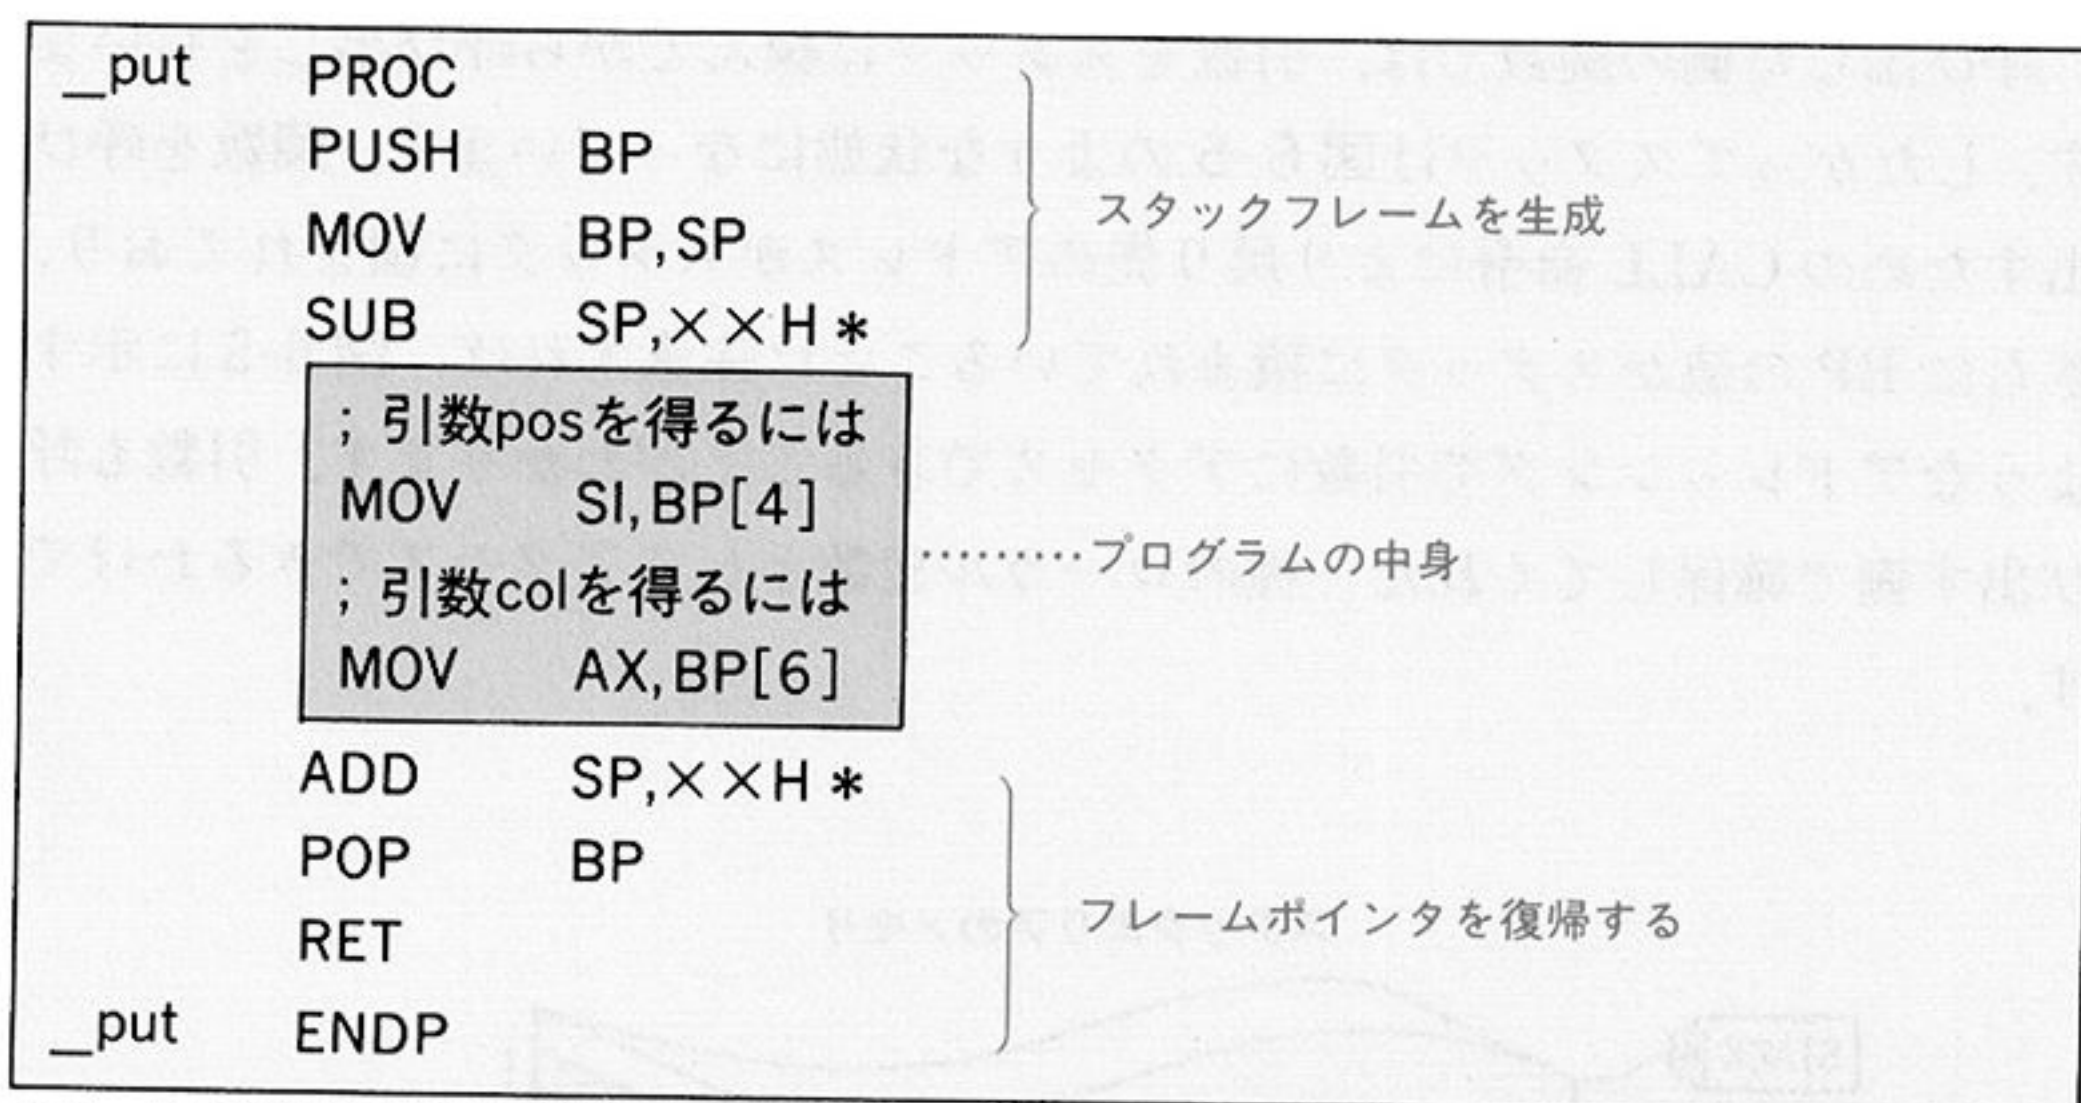 _put PROC
PUSH BP
MOV BP,SP
SUB SP,××H *
スタックフレームを生成
; 引数posを得るには
MOV SI,BP[4]
; 引数colを得るには
MOV AX,BP[6]
………プログラムの中身
ADD SP,××H *
POP BP
RET
_put ENDP
フレームポインタを復帰する